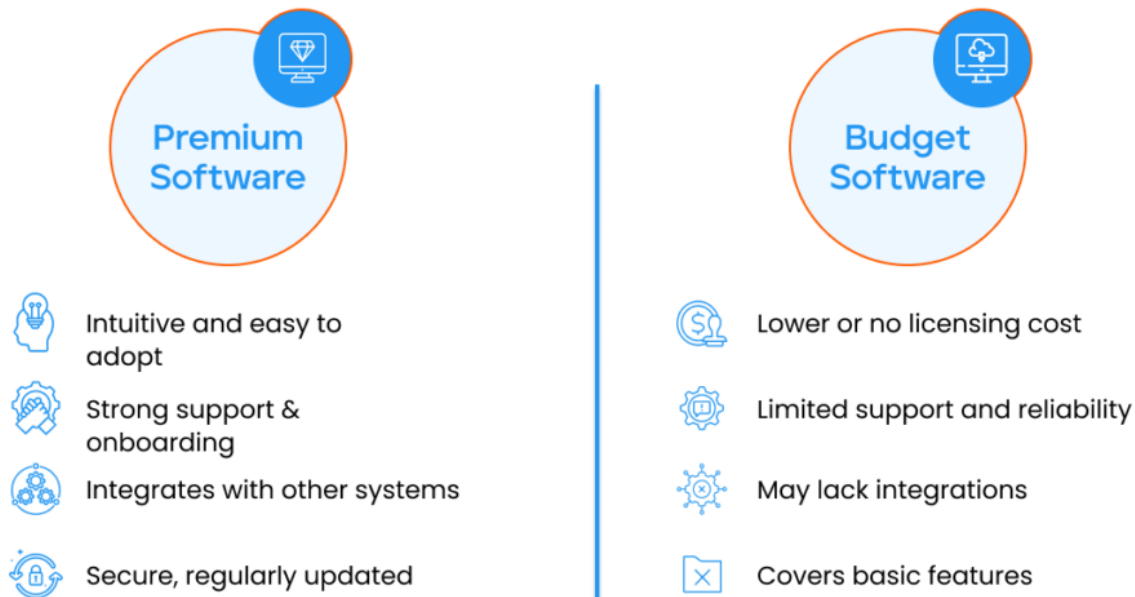 Premium
Software
Intuitive and easy to
adopt
Strong support &
onboarding
Integrates with other systems
Secure, regularly updated
Budget
Software
Lower or no licensing cost
Limited support and reliability
May lack integrations
Covers basic features